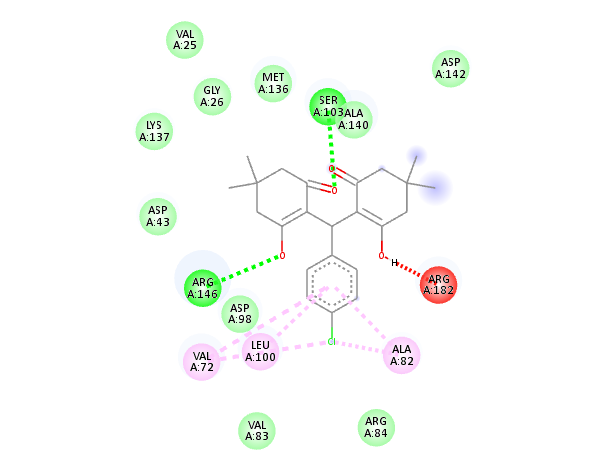 VAL
A:25
ASP
A:142
MET
A:136
GLY
A:26
SER
A:103
ALA
A:140
LYS
A:137
O
O
ASP
A:43
O
O
H
ARG
A:146
ARG
A:182
ASP
A:98
Cl
LEU
A:100
VAL
A:72
ALA
A:82
VAL
A:83
ARG
A:84